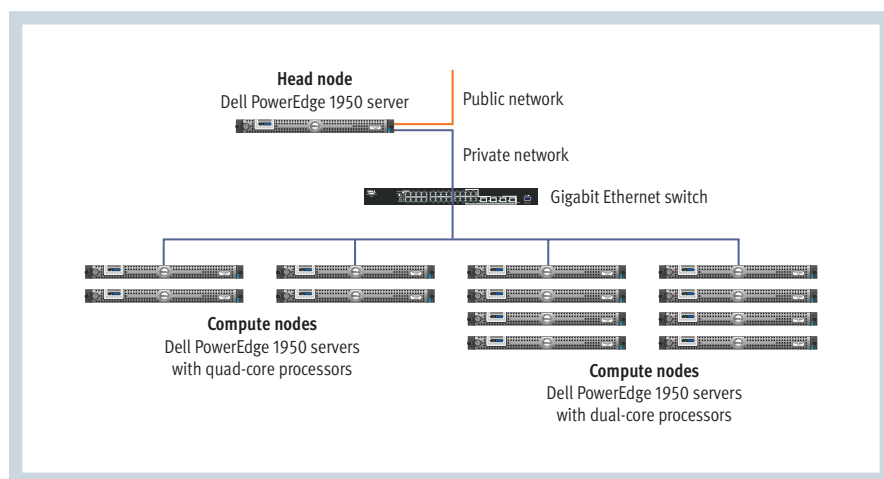 Head node
Dell PowerEdge 1950 server
Public network
Private network
Gigabit Ethernet switch
Compute nodes
Dell PowerEdge 1950 servers
with quad-core processors
Compute nodes
Dell PowerEdge 1950 servers
with dual-core processors